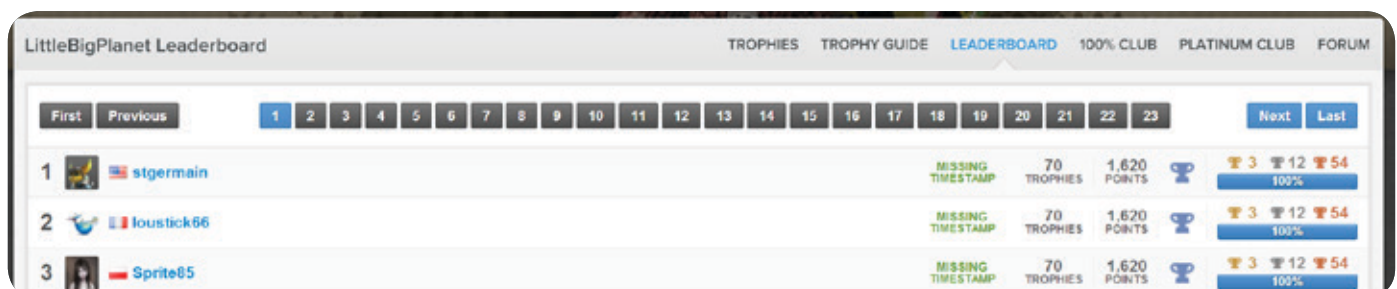 LittleBigPlanet Leaderboard TROPHIES TROPHY GUIDE LEADERBOARD 100% CLUB PLATINUM CLUB FORUM
First Previous 1 2 3 4 5 6 7 8 9 10 11 12 13 14 15 16 17 18 19 20 21 22 23 Next Last
1 stgermain MISSING TIMESTAMP 70 TROPHIES 1,620 POINTS 3 12 54 100%
2 loustick66 MISSING TIMESTAMP 70 TROPHIES 1,620 POINTS 3 12 54 100%
3 Sprite85 MISSING TIMESTAMP 70 TROPHIES 1,620 POINTS 3 12 54 100%